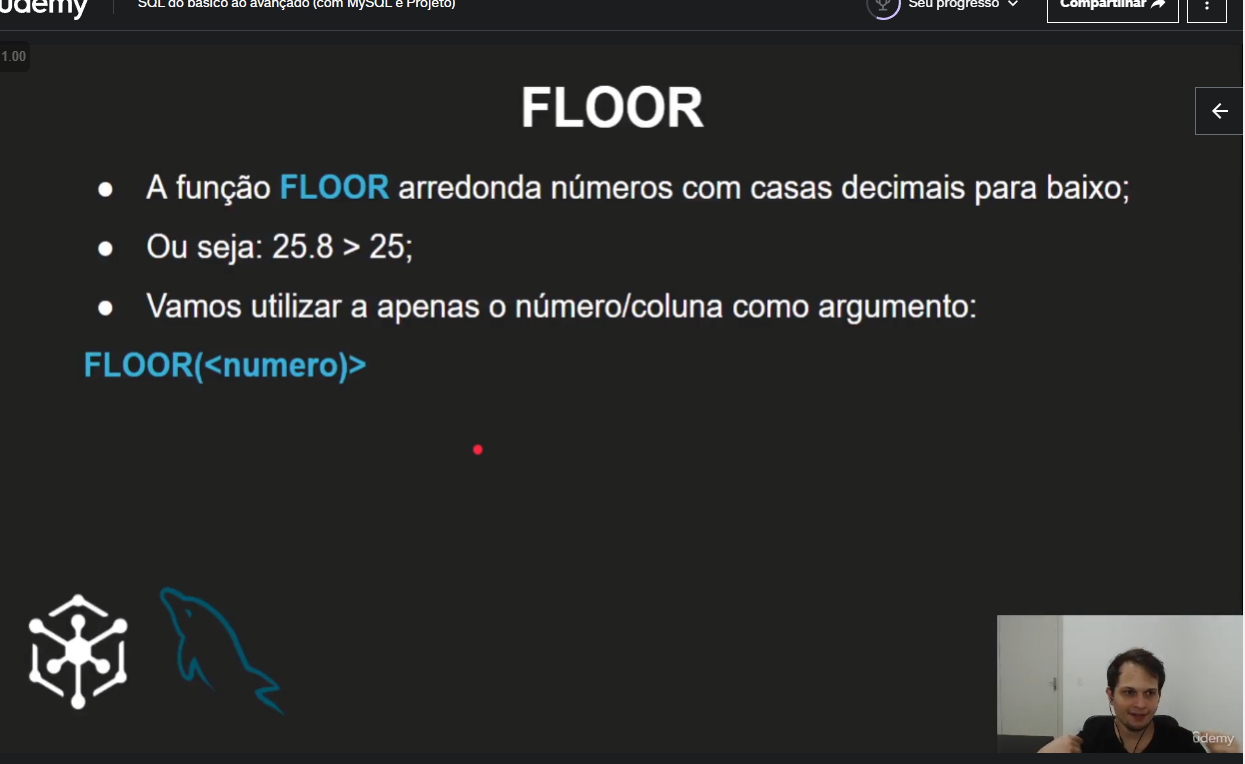 udemy
SQL do básico ao avançado (com MySQL e Projeto)
Seu progresso
Compartilhar
1.00
FLOOR
● A função FLOOR arredonda números com casas decimais para baixo;
● Ou seja: 25.8 > 25;
● Vamos utilizar a apenas o número/coluna como argumento:
FLOOR(<numero)>
udemy